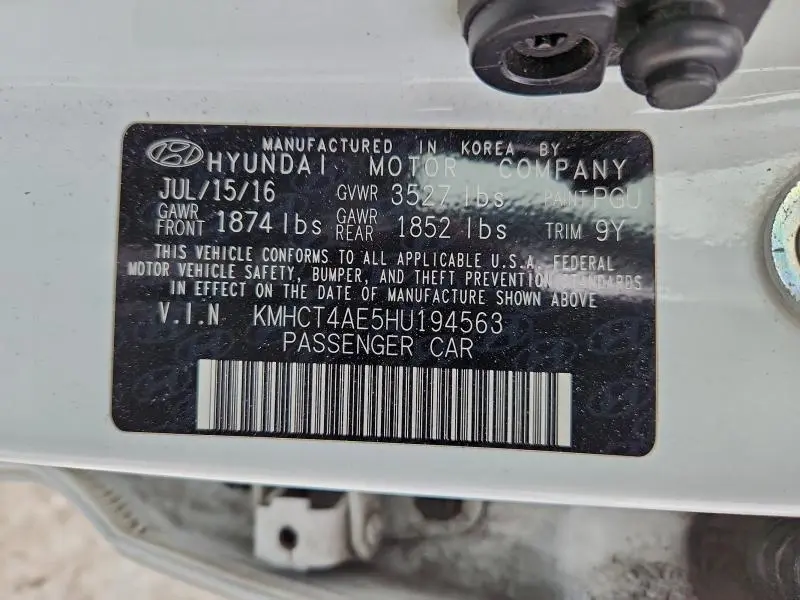 MANUFACTURED IN KOREA BY
HYUNDAI MOTOR COMPANY
JUL/15/16 GVWR 3527 lbs PAINT PGU
GAWR FRONT 1874 lbs GAWR REAR 1852 lbs TRIM 9Y
THIS VEHICLE CONFORMS TO ALL APPLICABLE U.S.A. FEDERAL
MOTOR VEHICLE SAFETY, BUMPER, AND THEFT PREVENTION STANDARDS
IN EFFECT ON THE DATE OF MANUFACTURE SHOWN ABOVE
V.I.N KMHCT4AE5HU194563
PASSENGER CAR